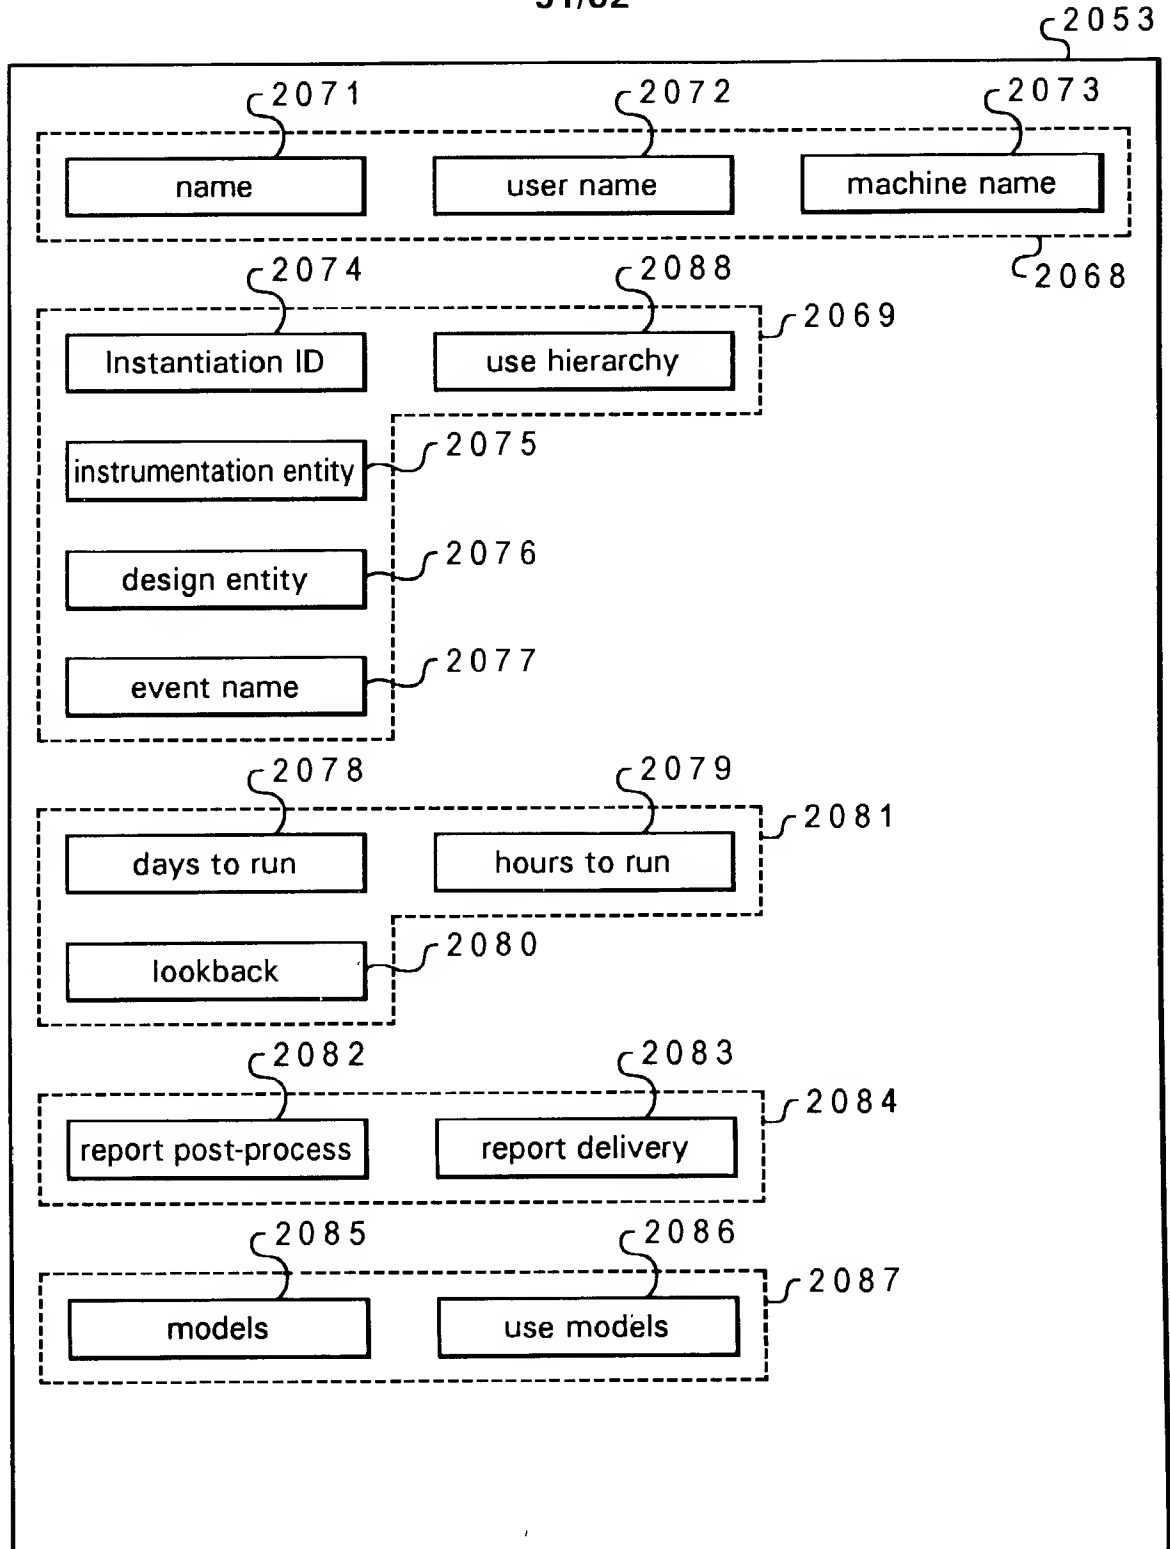 2053
2071 2072 2073
name user name machine name
2068
2074 2088
2069
Instantiation ID use hierarchy
2075
instrumentation entity
2076
design entity
2077
event name
2078 2079
2081
days to run hours to run
2080
lookback
2082 2083
2084
report post-process report delivery
2085 2086
2087
models use models